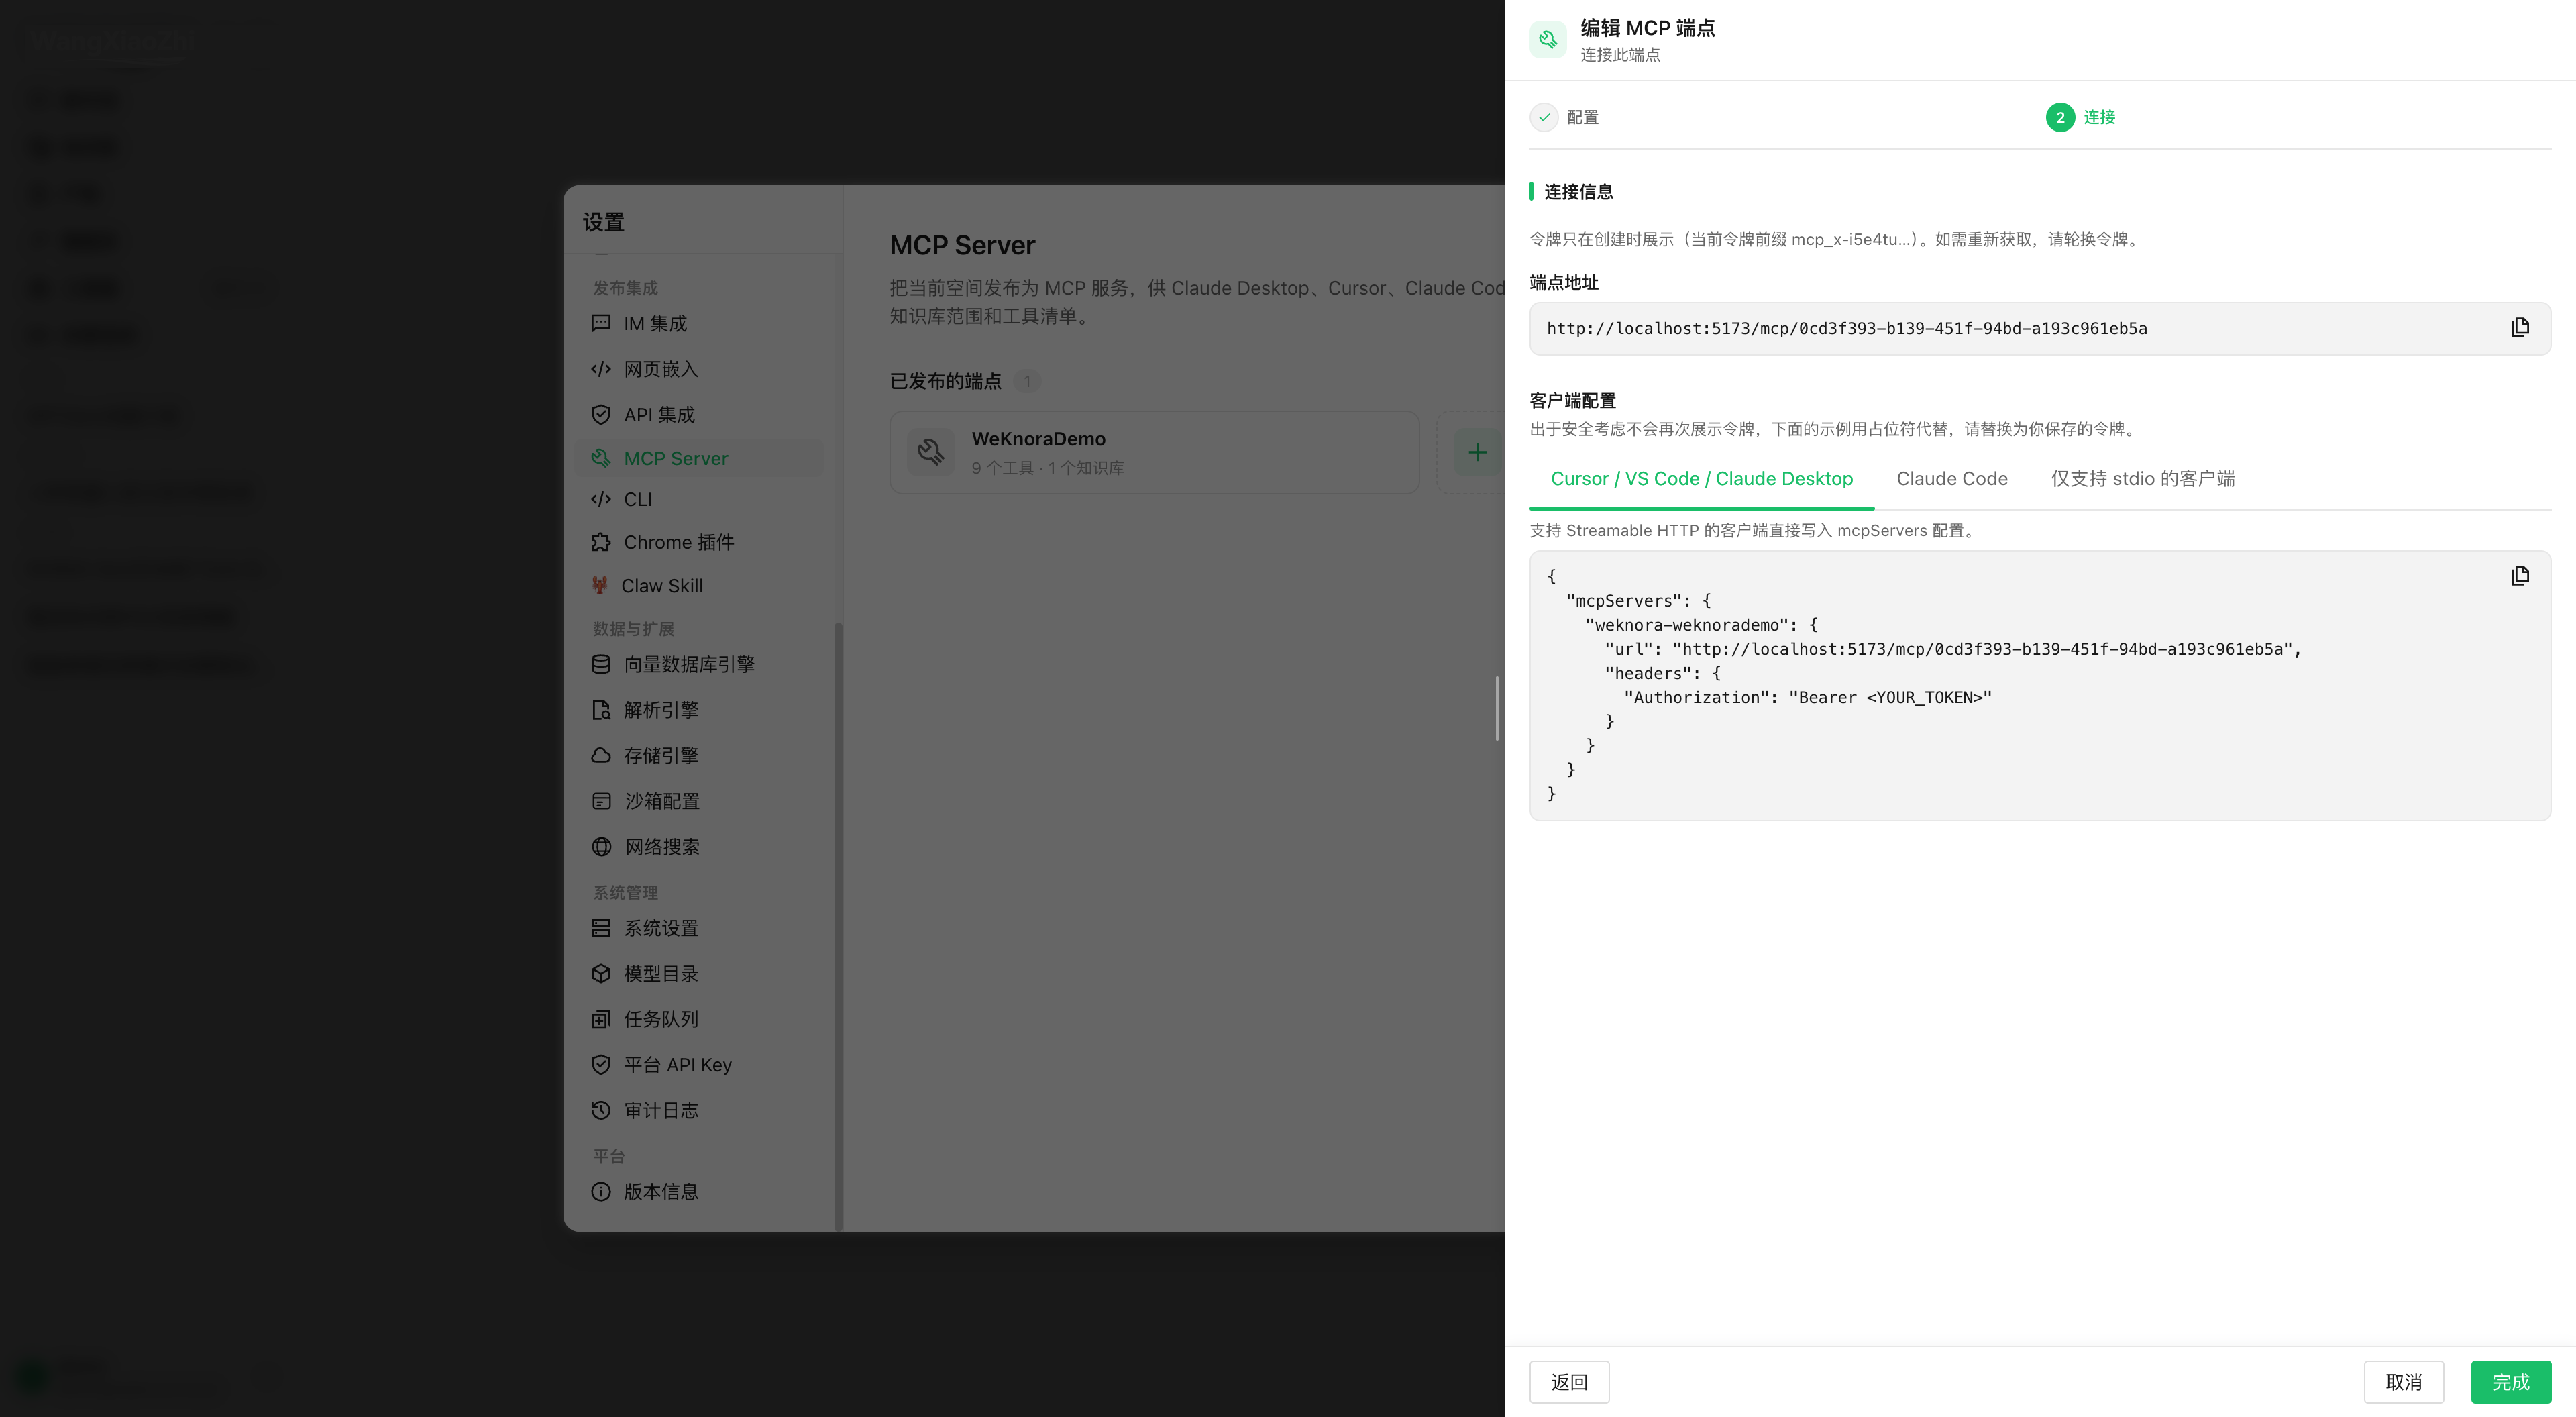 设置
发布集成
IM 集成
网页嵌入
API 集成
MCP Server
CLI
Chrome 插件
Claw Skill
数据与扩展
向量数据库引擎
解析引擎
存储引擎
沙箱配置
网络搜索
系统管理
系统设置
模型目录
任务队列
平台 API Key
审计日志
平台
版本信息
MCP Server
把当前空间发布为 MCP 服务，供 Claude Desktop、Cursor、Claude Cod
知识库范围和工具清单。
已发布的端点 1
WeKnoraDemo
9 个工具 · 1 个知识库
编辑 MCP 端点
连接此端点
配置
2 连接
连接信息
令牌只在创建时展示（当前令牌前缀 mcp_x-i5e4tu...）。如需重新获取，请轮换令牌。
端点地址
http://localhost:5173/mcp/0cd3f393-b139-451f-94bd-a193c961eb5a
客户端配置
出于安全考虑不会再次展示令牌，下面的示例用占位符代替，请替换为你保存的令牌。
Cursor / VS Code / Claude Desktop
Claude Code
仅支持 stdio 的客户端
支持 Streamable HTTP 的客户端直接写入 mcpServers 配置。
{
  "mcpServers": {
    "weknora-weknorademo": {
      "url": "http://localhost:5173/mcp/0cd3f393-b139-451f-94bd-a193c961eb5a",
      "headers": {
        "Authorization": "Bearer <YOUR_TOKEN>"
      }
    }
  }
}
返回
取消
完成